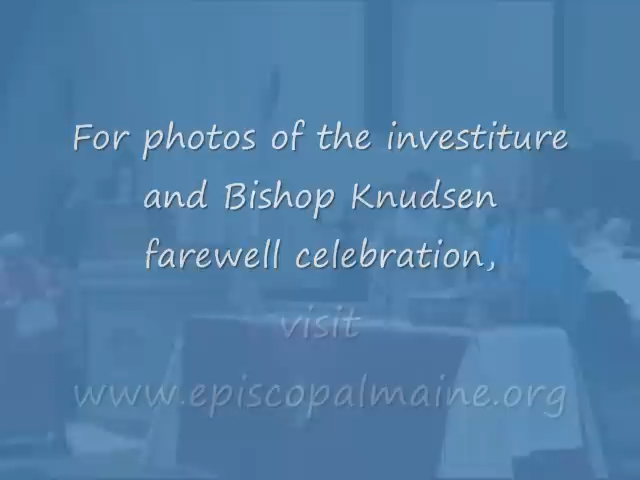 For photos of the investiture
and Bishop Knudsen
farewell celebration,
visit
www.episcopalmaine.org